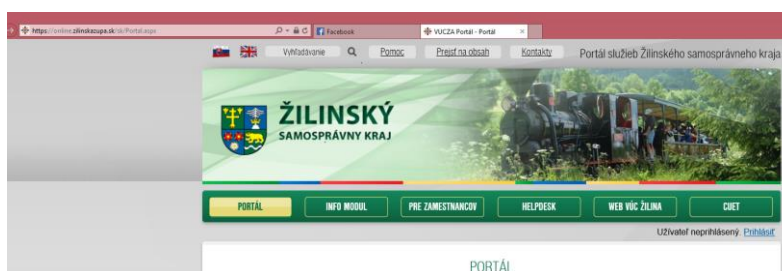 https://online.zilinskazupa.sk/sk/Portal.aspx
Facebook
VUCZA Portál - Portál
Vyhľadávanie
Pomoc
Prejsť na obsah
Kontakty
Portál služieb Žilinského samosprávneho kraja
ŽILINSKÝ
SAMOSPRÁVNY KRAJ
PORTÁL
INFO MODUL
PRE ZAMESTNANCOV
HELPDESK
WEB VÚC ŽILINA
CUET
Užívateľ neprihlásený. Prihlásiť
PORTÁL